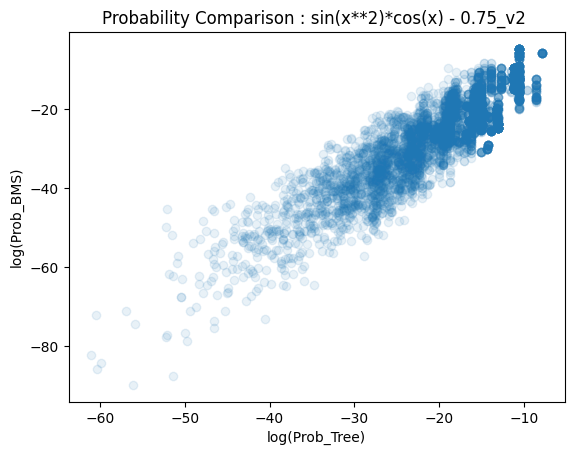 Probability Comparison : sin(x**2)*cos(x) - 0.75_v2
log(Prob_BMS)
−20
−40
−60
−80
−60 −50 −40 −30 −20 −10
log(Prob_Tree)